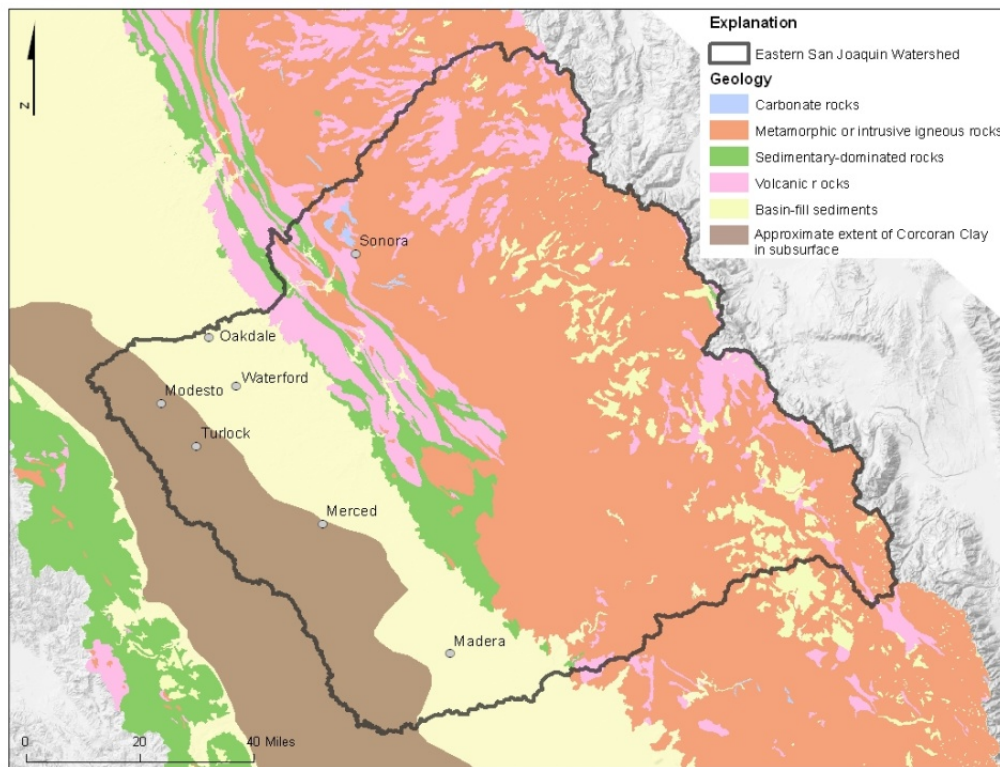 Explanation
Eastern San Joaquin Watershed
Geology
Carbonate rocks
Metamorphic or intrusive igneous rocks
Sedimentary-dominated rocks
Volcanic r ocks
Basin-fill sediments
Approximate extent of Corcoran Clay
in subsurface
N
Sonora
Oakdale
Waterford
Modesto
Turlock
Merced
Madera
0 20 40 Miles